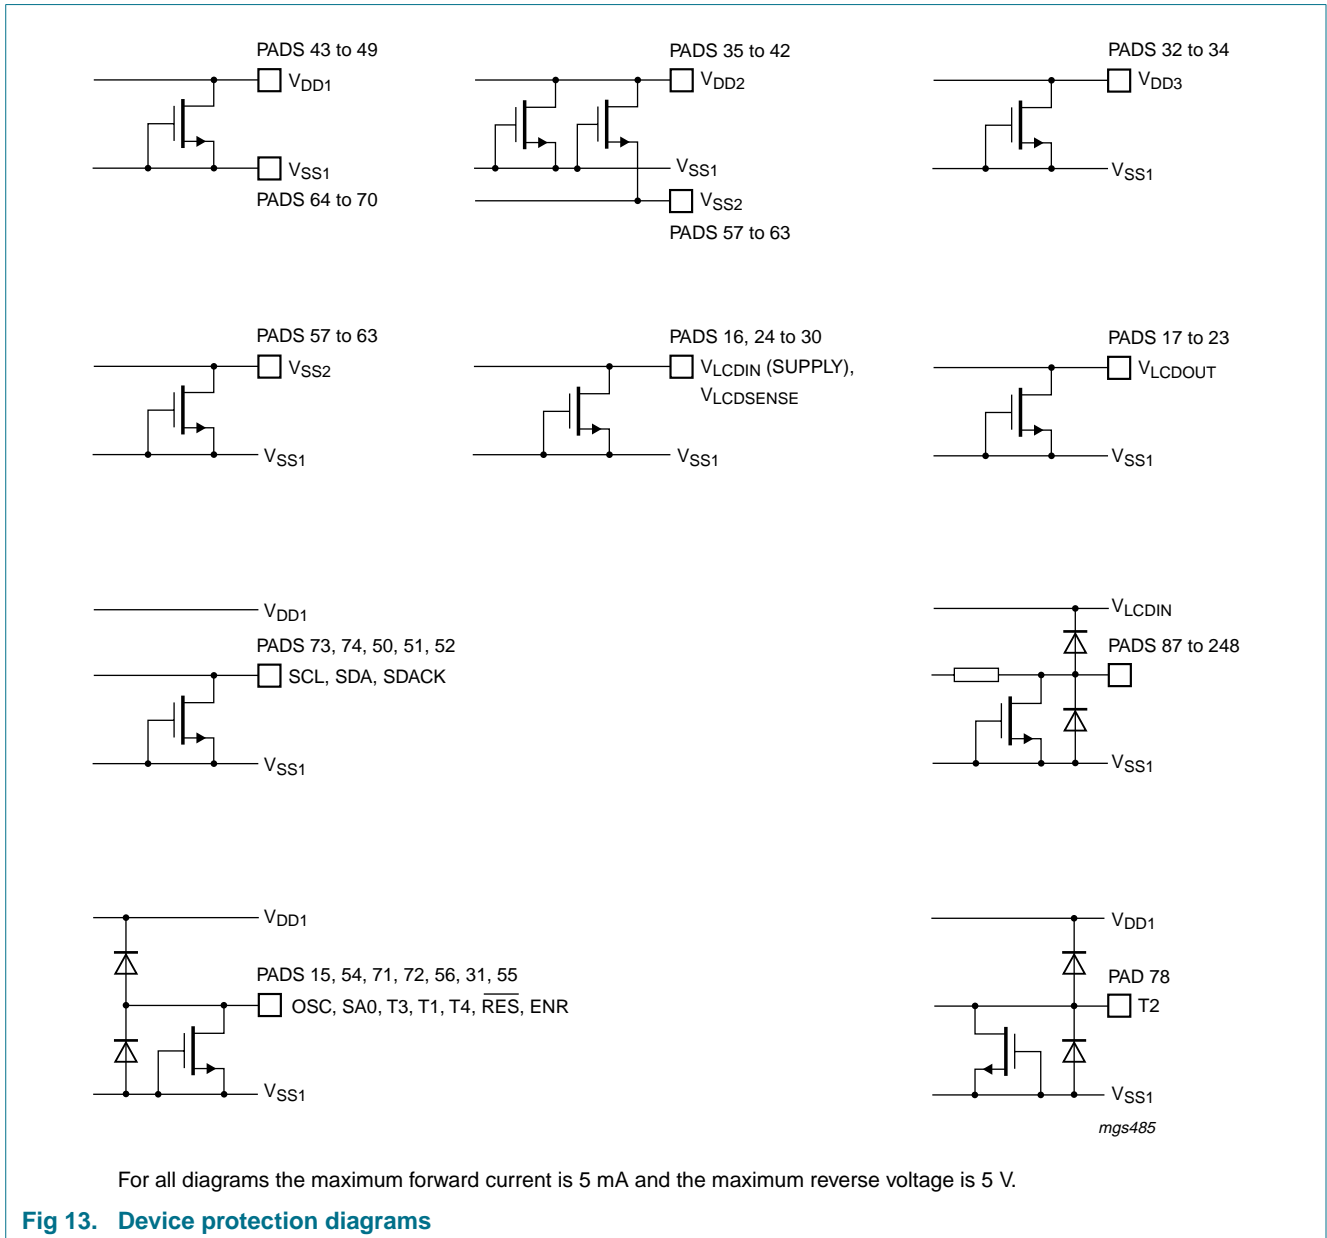 PADS 43 to 49
VDD1
VSS1
PADS 64 to 70
PADS 35 to 42
VDD2
VSS1
VSS2
PADS 57 to 63
PADS 32 to 34
VDD3
VSS1
PADS 57 to 63
VSS2
VSS1
PADS 16, 24 to 30
VLCDIN (SUPPLY),
VLCDSENSE
VSS1
PADS 17 to 23
VLCDOUT
VSS1
VDD1
PADS 73, 74, 50, 51, 52
SCL, SDA, SDACK
VSS1
VLCDIN
PADS 87 to 248
VSS1
VDD1
PADS 15, 54, 71, 72, 56, 31, 55
OSC, SA0, T3, T1, T4, R̅E̅S̅, ENR
VSS1
VDD1
PAD 78
T2
VSS1
mgs485
For all diagrams the maximum forward current is 5 mA and the maximum reverse voltage is 5 V.
Fig 13. Device protection diagrams